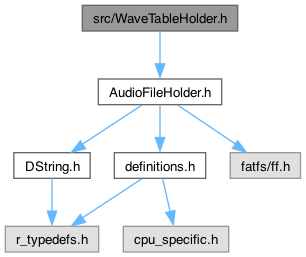 src/WaveTableHolder.h
AudioFileHolder.h
DString.h
definitions.h
fatfs/ff.h
r_typedefs.h
cpu_specific.h